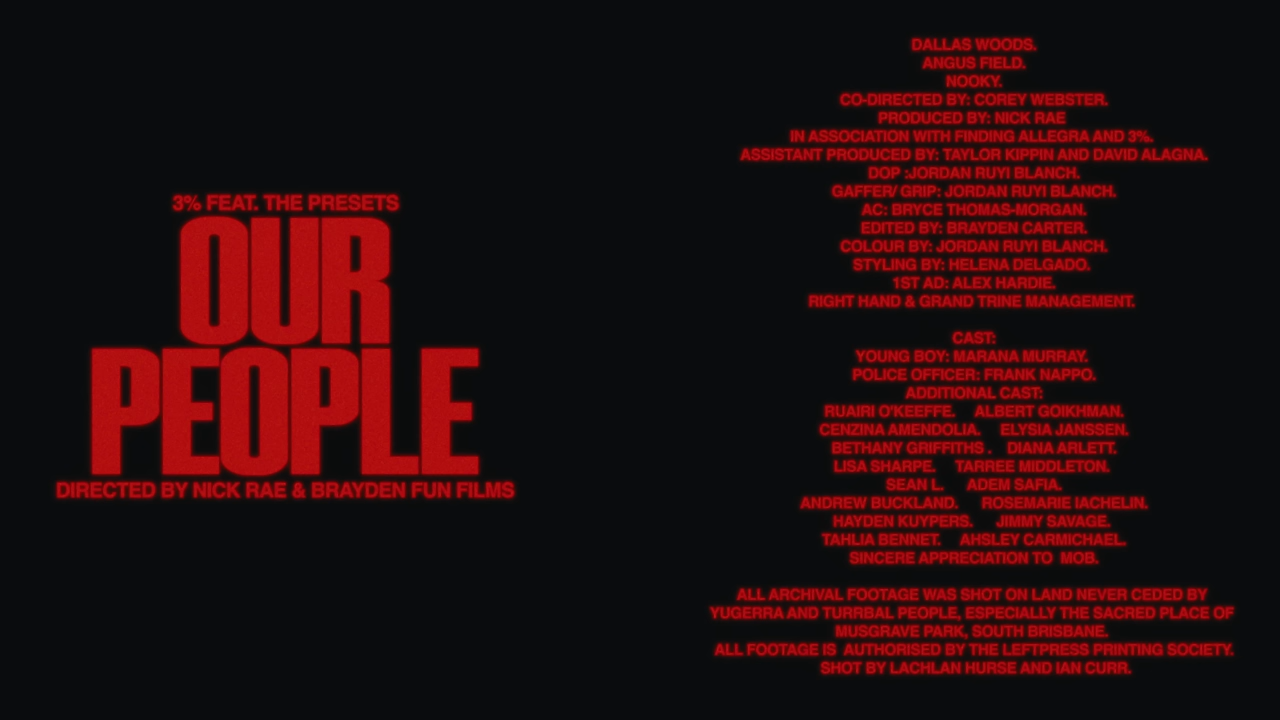 3% FEAT. THE PRESETS
OUR
PEOPLE
DIRECTED BY NICK RAE & BRAYDEN FUN FILMS
DALLAS WOODS.
ANGUS FIELD.
NOOKY.
CO-DIRECTED BY: COREY WEBSTER.
PRODUCED BY: NICK RAE
IN ASSOCIATION WITH FINDING ALLEGRA AND 3%.
ASSISTANT PRODUCED BY: TAYLOR KIPPIN AND DAVID ALAGNA.
DOP :JORDAN RUYI BLANCH.
GAFFER/ GRIP: JORDAN RUYI BLANCH.
AC: BRYCE THOMAS-MORGAN.
EDITED BY: BRAYDEN CARTER.
COLOUR BY: JORDAN RUYI BLANCH.
STYLING BY: HELENA DELGADO.
1ST AD: ALEX HARDIE.
RIGHT HAND & GRAND TRINE MANAGEMENT.
CAST:
YOUNG BOY: MARANA MURRAY.
POLICE OFFICER: FRANK NAPPO.
ADDITIONAL CAST:
RUAIRI O'KEEFFE. ALBERT GOIKHMAN.
CENZINA AMENDOLIA. ELYSIA JANSSEN.
BETHANY GRIFFITHS . DIANA ARLETT.
LISA SHARPE. TARREE MIDDLETON.
SEAN L. ADEM SAFIA.
ANDREW BUCKLAND. ROSEMARIE IACHELIN.
HAYDEN KUYPERS. JIMMY SAVAGE.
TAHLIA BENNET. AHSLEY CARMICHAEL.
SINCERE APPRECIATION TO MOB.
ALL ARCHIVAL FOOTAGE WAS SHOT ON LAND NEVER CEDED BY
YUGERRA AND TURRBAL PEOPLE, ESPECIALLY THE SACRED PLACE OF
MUSGRAVE PARK, SOUTH BRISBANE.
ALL FOOTAGE IS AUTHORISED BY THE LEFTPRESS PRINTING SOCIETY.
SHOT BY LACHLAN HURSE AND IAN CURR.